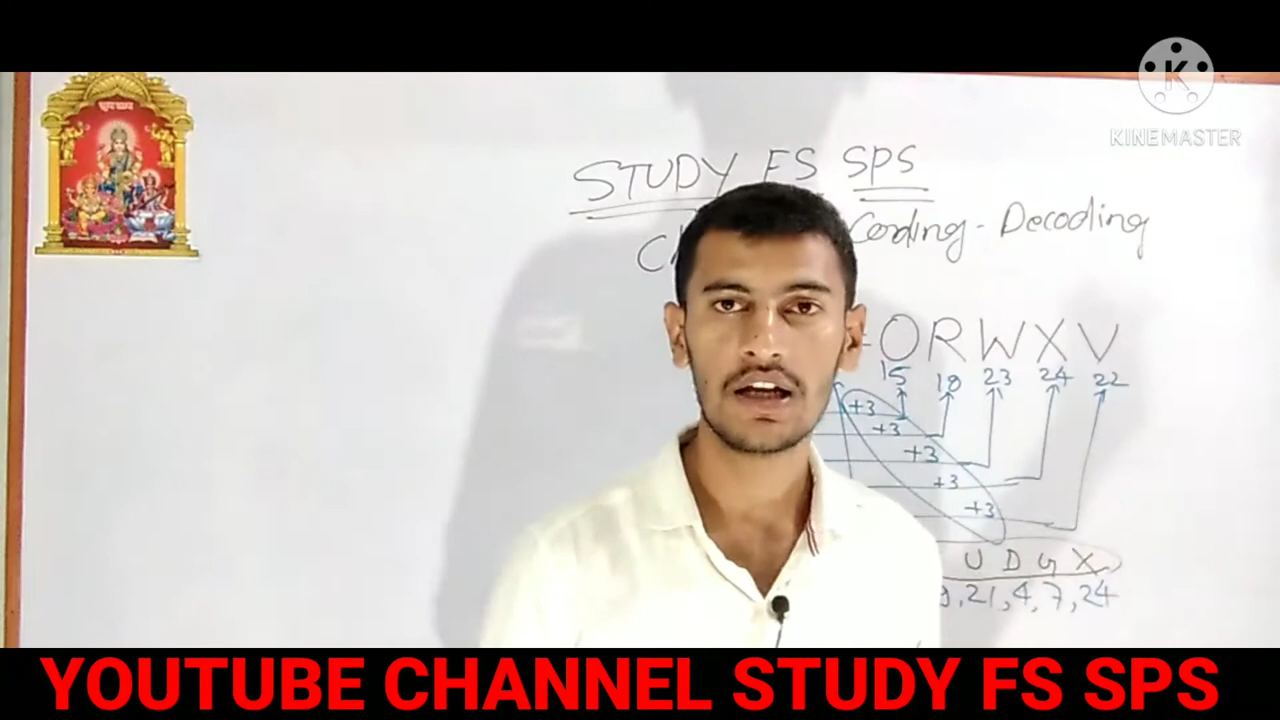 KINEMASTER
STUDY FS SPS
Coding - Decoding
O R W X V
15 18 23 24 22
+3
+3
+3
+3
+3
U D G X
21, 4, 7, 24
YOUTUBE CHANNEL STUDY FS SPS